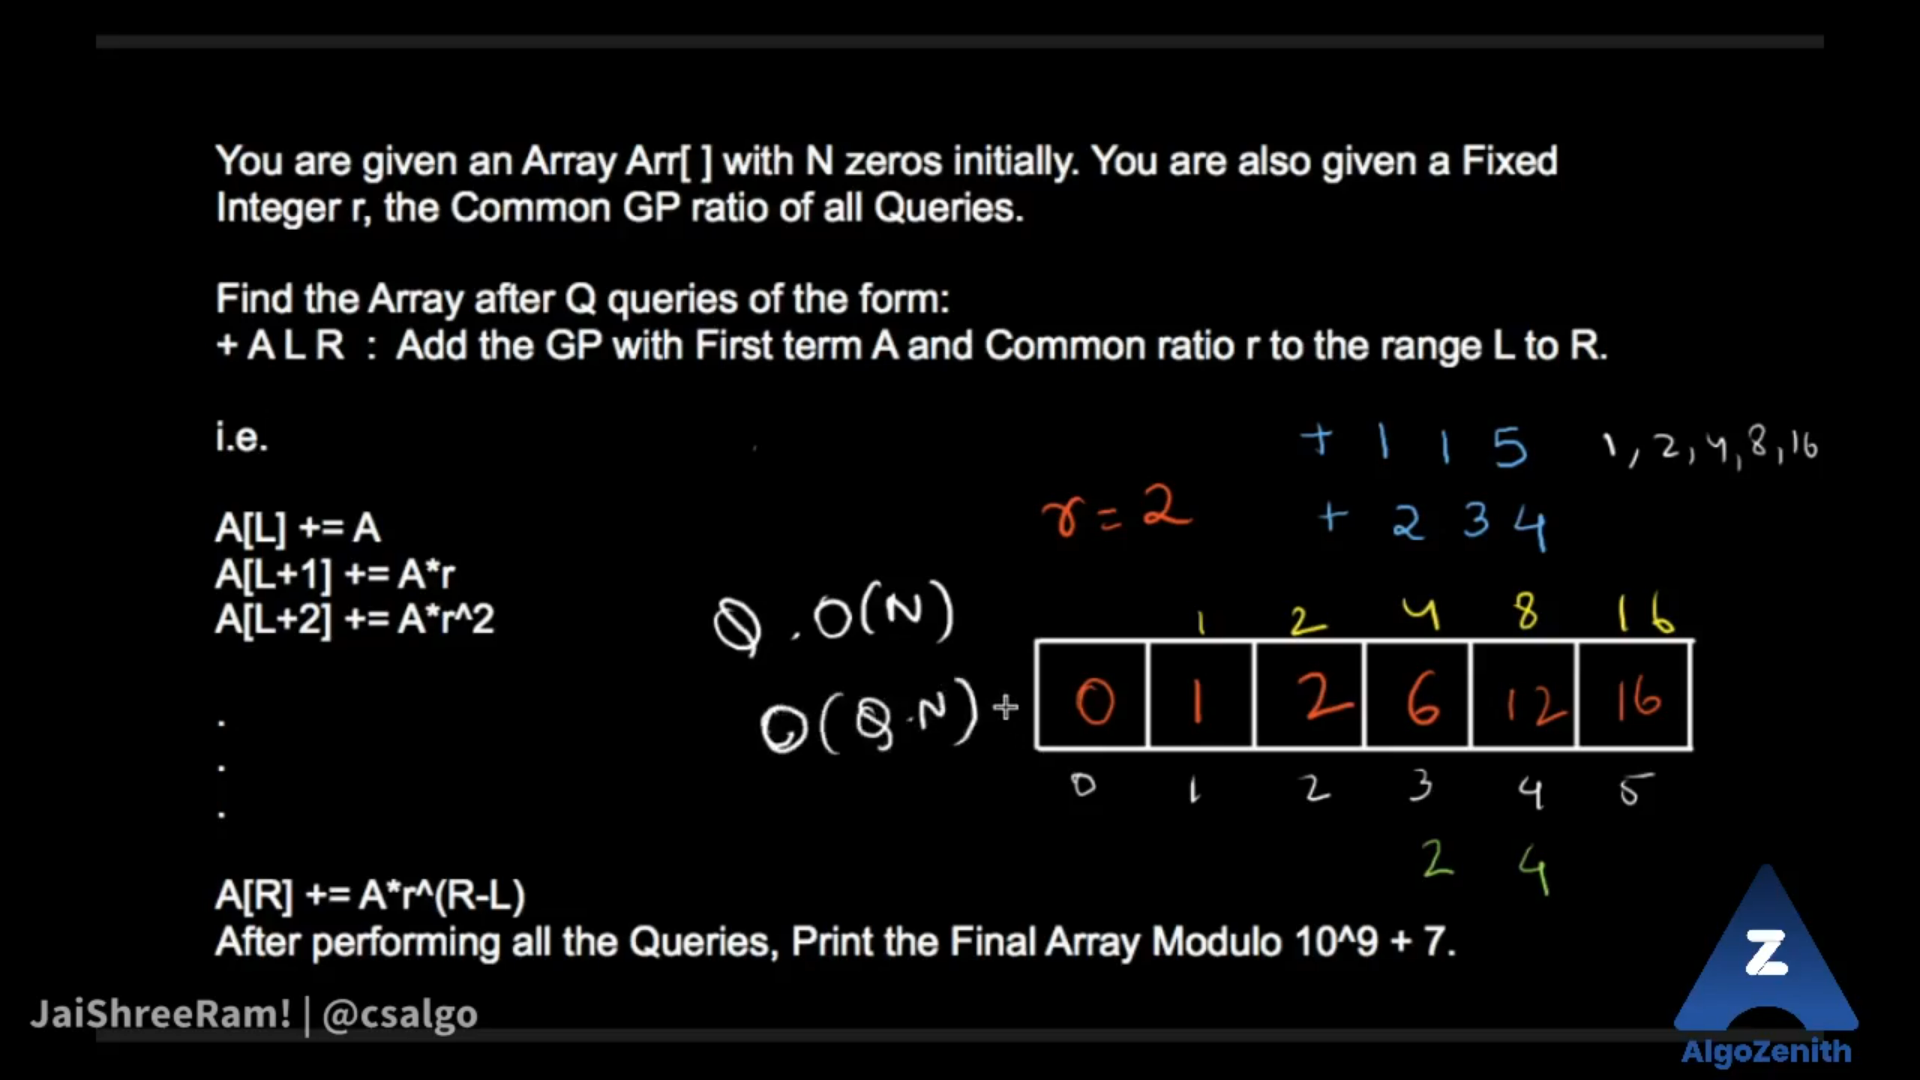 You are given an Array Arr[ ] with N zeros initially. You are also given a Fixed
Integer r, the Common GP ratio of all Queries.
Find the Array after Q queries of the form:
+ A L R : Add the GP with First term A and Common ratio r to the range L to R.
i.e.
+ 1 1 5 1, 2, 4, 8, 16
A[L] += A
r = 2 + 2 3 4
A[L+1] += A*r
A[L+2] += A*r^2
Q . O(N)
1 2 4 8 16
O(Q.N)
0 1 2 6 12 16
0 1 2 3 4 5
.
.
.
2 4
A[R] += A*r^(R-L)
After performing all the Queries, Print the Final Array Modulo 10^9 + 7.
Z
JaiShreeRam! | @csalgo
AlgoZenith